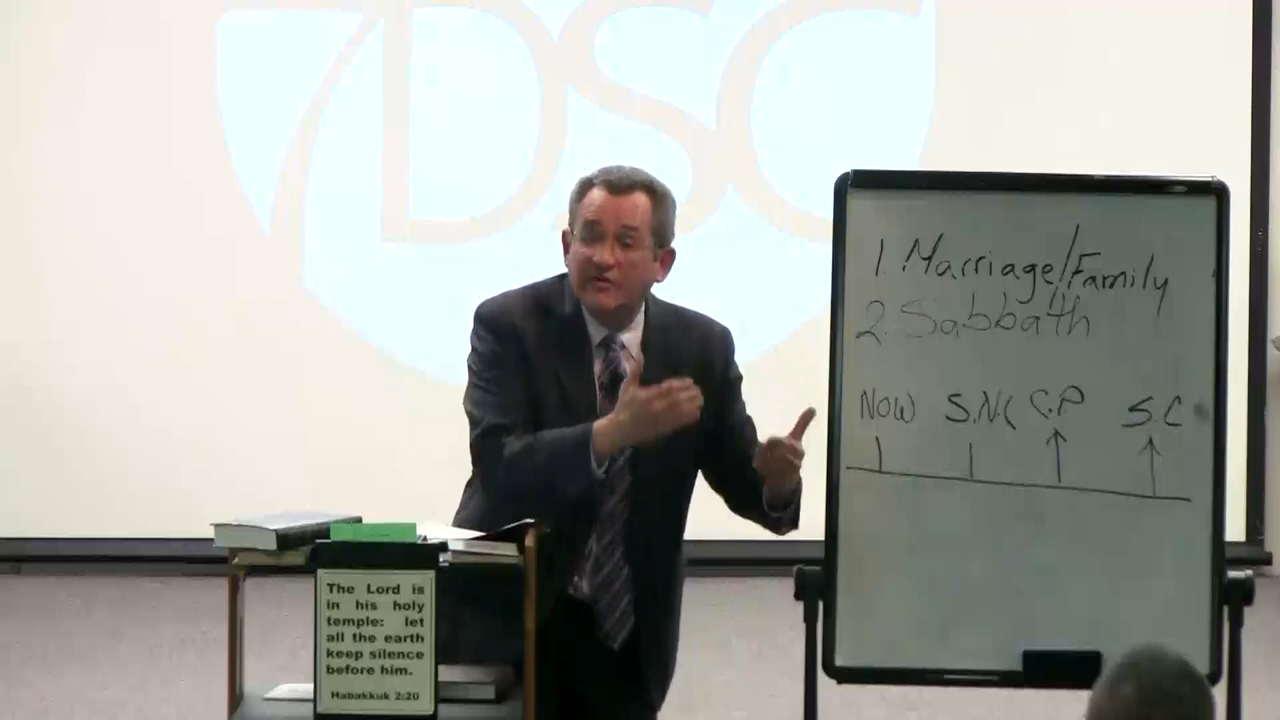 DSC
1. Marriage/Family
2. Sabbath
NOW S.N.C C.P S.C
The Lord is
in his holy
temple: let
all the earth
keep silence
before him.
Habakkuk 2:20